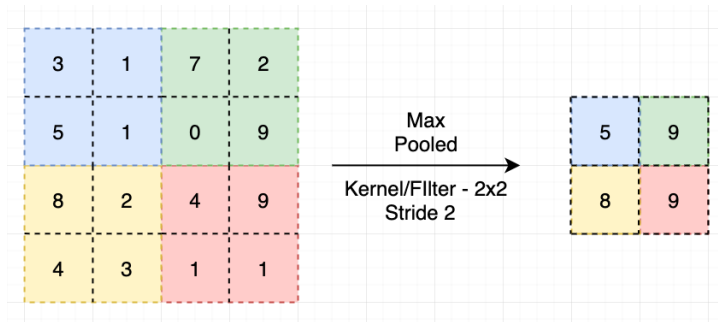 3 1 7 2
5 1 0 9
8 2 4 9
4 3 1 1
Max
Pooled
Kernel/FIlter - 2x2
Stride 2
5 9
8 9